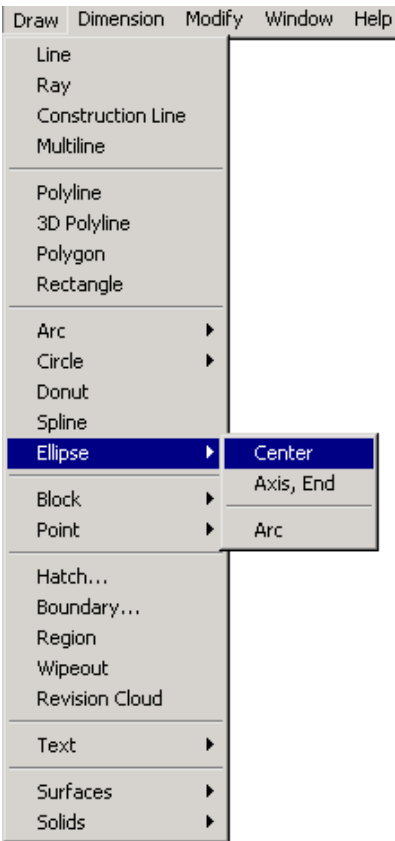 Draw Dimension Modify Window Help
Line
Ray
Construction Line
Multiline
Polyline
3D Polyline
Polygon
Rectangle
Arc
Circle
Donut
Spline
Ellipse
Center
Axis, End
Arc
Block
Point
Hatch...
Boundary...
Region
Wipeout
Revision Cloud
Text
Surfaces
Solids